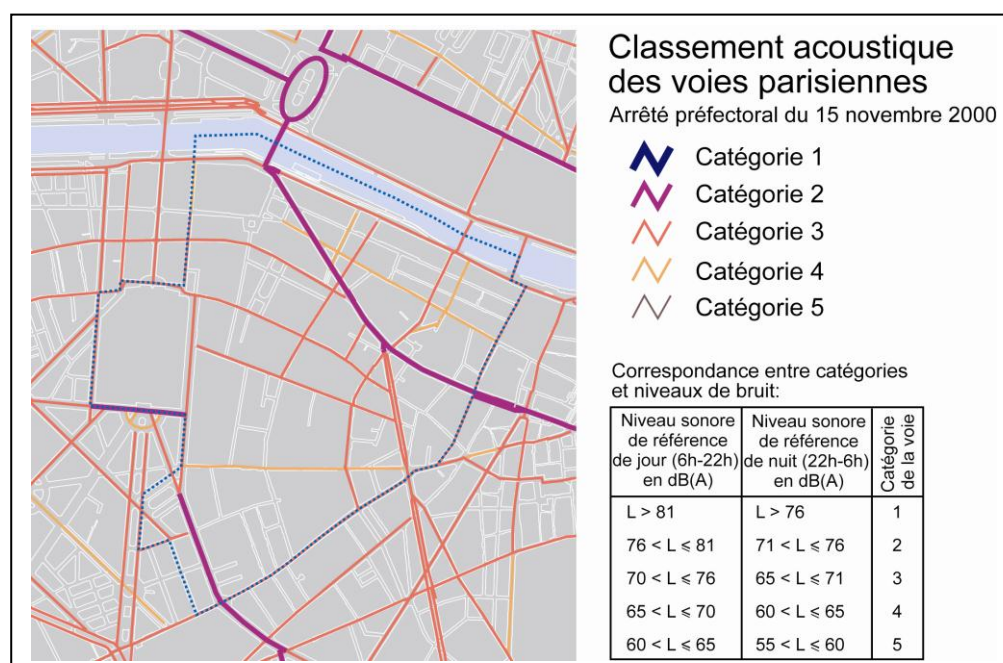 Classement acoustique
des voies parisiennes
Arrêté préfectoral du 15 novembre 2000
Catégorie 1
Catégorie 2
Catégorie 3
Catégorie 4
Catégorie 5
Correspondance entre catégories
et niveaux de bruit:
Niveau sonore de référence de jour (6h-22h) en dB(A) Niveau sonore de référence de nuit (22h-6h) en dB(A) Catégorie de la voie
L > 81 L > 76 1
76 < L ⩽ 81 71 < L ⩽ 76 2
70 < L ⩽ 76 65 < L ⩽ 71 3
65 < L ⩽ 70 60 < L ⩽ 65 4
60 < L ⩽ 65 55 < L ⩽ 60 5